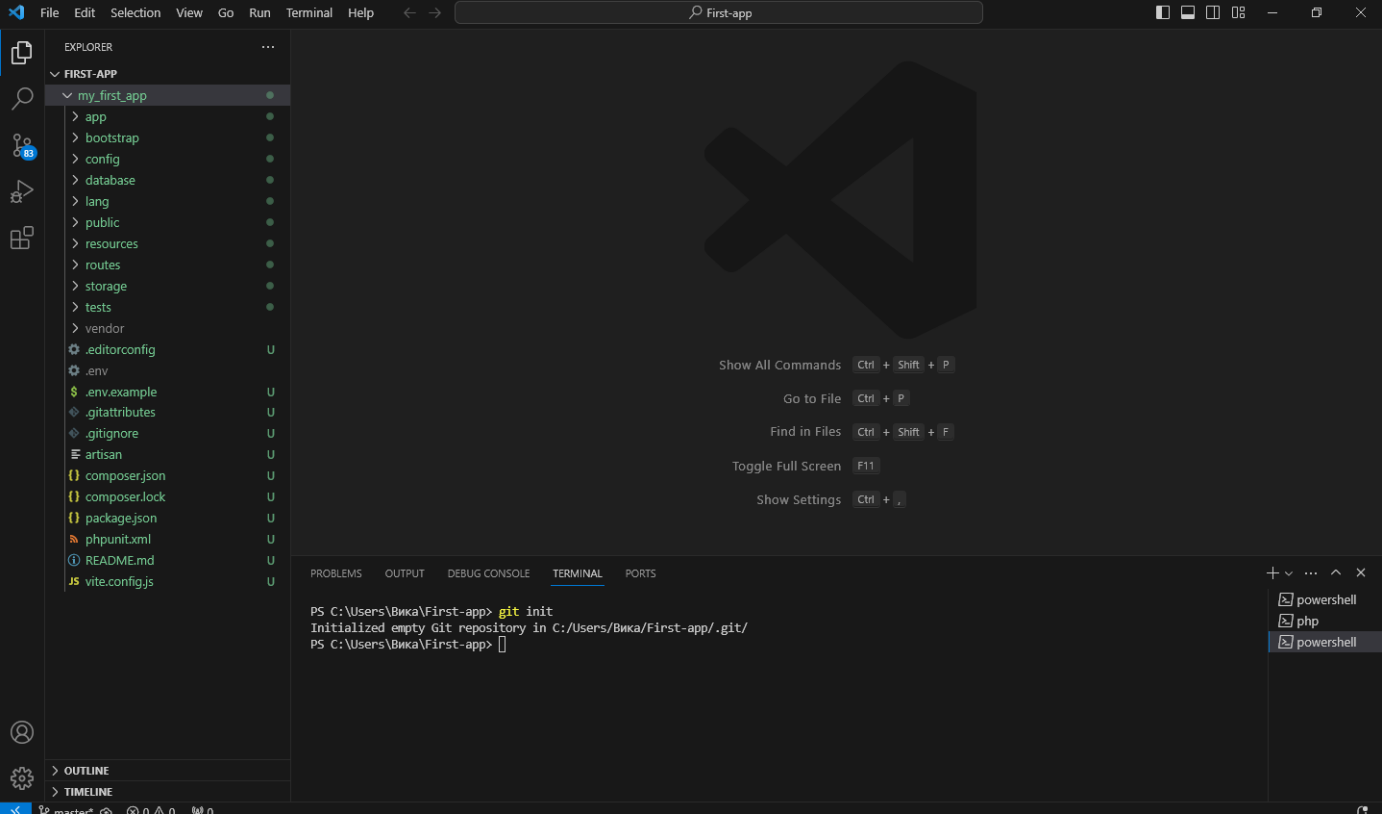 File Edit Selection View Go Run Terminal Help
First-app
EXPLORER
FIRST-APP
my_first_app
app
bootstrap
config
83
database
lang
public
resources
routes
storage
tests
vendor
.editorconfig U
.env
$ .env.example U
.gitattributes U
.gitignore U
artisan U
{} composer.json U
{} composer.lock U
{} package.json U
phpunit.xml U
README.md U
JS vite.config.js U
OUTLINE
TIMELINE
Show All Commands Ctrl + Shift + P
Go to File Ctrl + P
Find in Files Ctrl + Shift + F
Toggle Full Screen F11
Show Settings Ctrl + ,
PROBLEMS OUTPUT DEBUG CONSOLE TERMINAL PORTS
PS C:\Users\Вика\First-app> git init
Initialized empty Git repository in C:/Users/Вика/First-app/.git/
PS C:\Users\Вика\First-app>
powershell
php
powershell
master* 0 0 0